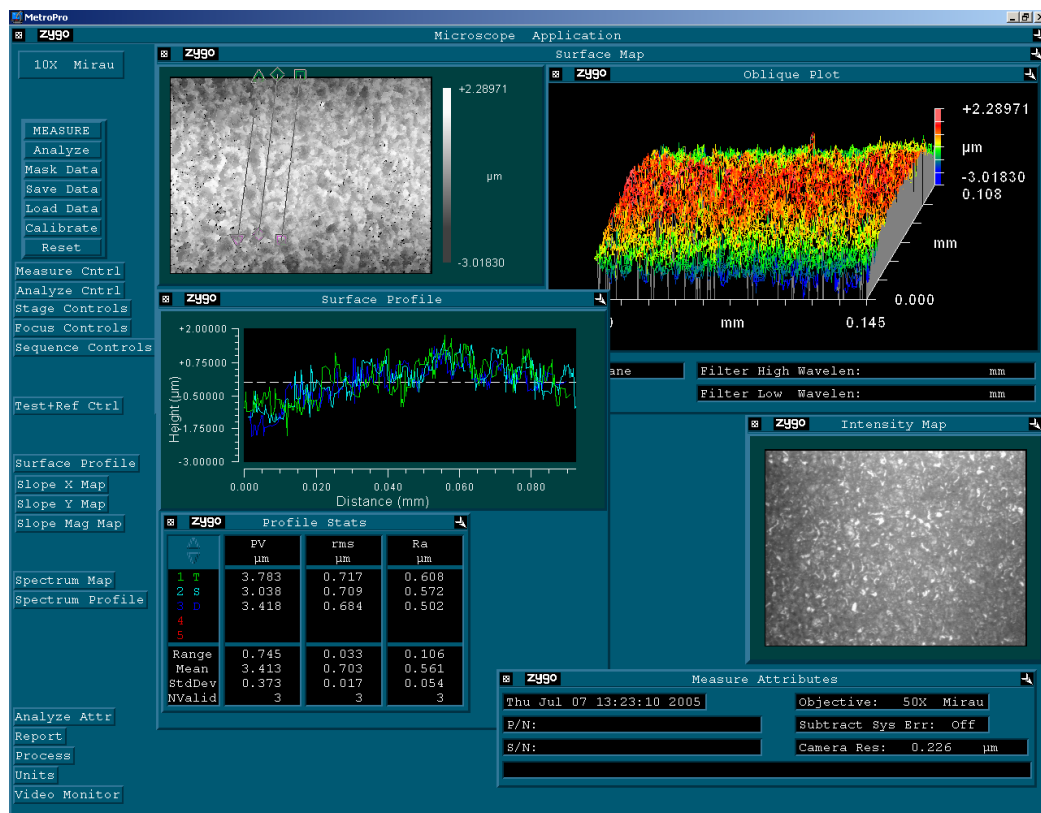 MetroPro
zygo Microscope Application
10X Mirau
MEASURE
Analyze
Mask Data
Save Data
Load Data
Calibrate
Reset
Measure Cntrl
Analyze Cntrl
Stage Controls
Focus Controls
Sequence Controls
Test+Ref Ctrl
Surface Profile
Slope X Map
Slope Y Map
Slope Mag Map
Spectrum Map
Spectrum Profile
Analyze Attr
Report
Process
Units
Video Monitor
zygo Surface Map
+2.28971
µm
-3.01830
zygo Oblique Plot
+2.28971
µm
-3.01830
0.108
mm
0.000
mm
0.145
ane
Filter High Wavelen: mm
Filter Low Wavelen: mm
zygo Surface Profile
+2.00000
+0.75000
-0.50000
-1.75000
-3.00000
Height (µm)
0.000 0.020 0.040 0.060 0.080
Distance (mm)
zygo Intensity Map
zygo Profile Stats
PV rms Ra
µm µm µm
1 T 3.783 0.717 0.608
2 S 3.038 0.709 0.572
3 D 3.418 0.684 0.502
4
5
Range 0.745 0.033 0.106
Mean 3.413 0.703 0.561
StdDev 0.373 0.017 0.054
NValid 3 3 3
zygo Measure Attributes
Thu Jul 07 13:23:10 2005 Objective: 50X Mirau
P/N: Subtract Sys Err: Off
S/N: Camera Res: 0.226 µm